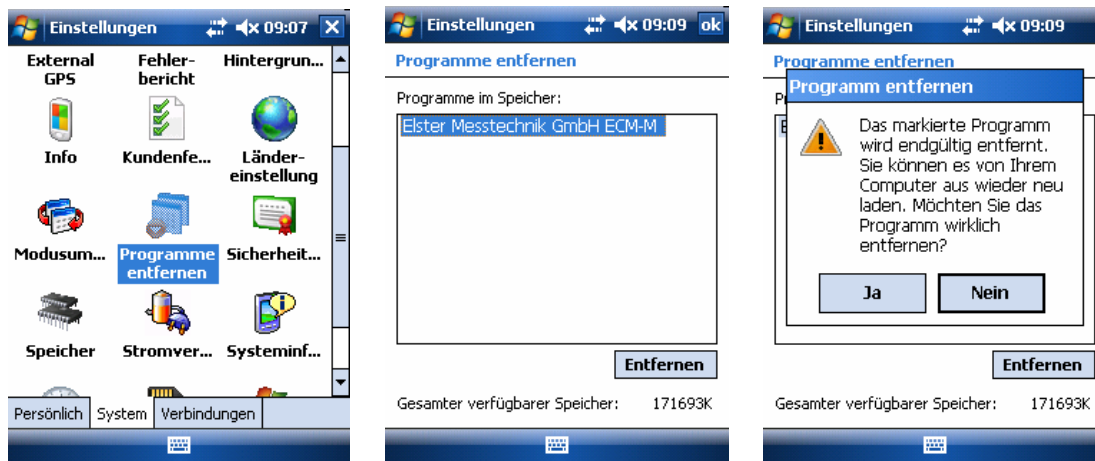 Einstellungen 09:07
External Fehler- Hintergrun...
GPS bericht
Info Kundenfe... Länder-
einstellung
Modusum... Programme Sicherheit...
entfernen
Speicher Stromver... Systeminf...
Persönlich System Verbindungen
Einstellungen 09:09 ok
Programme entfernen
Programme im Speicher:
Elster Messtechnik GmbH ECM-M
Entfernen
Gesamter verfügbarer Speicher: 171693K
Einstellungen 09:09
Programme entfernen
Programm entfernen
Das markierte Programm
wird endgültig entfernt.
Sie können es von Ihrem
Computer aus wieder neu
laden. Möchten Sie das
Programm wirklich
entfernen?
Ja Nein
Entfernen
Gesamter verfügbarer Speicher: 171693K